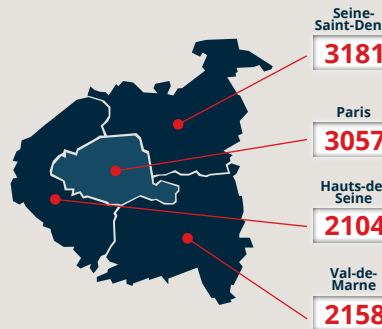 Seine-
Saint-Den
3181
Paris
3057
Hauts-de
Seine
2104
Val-de-
Marne
2158